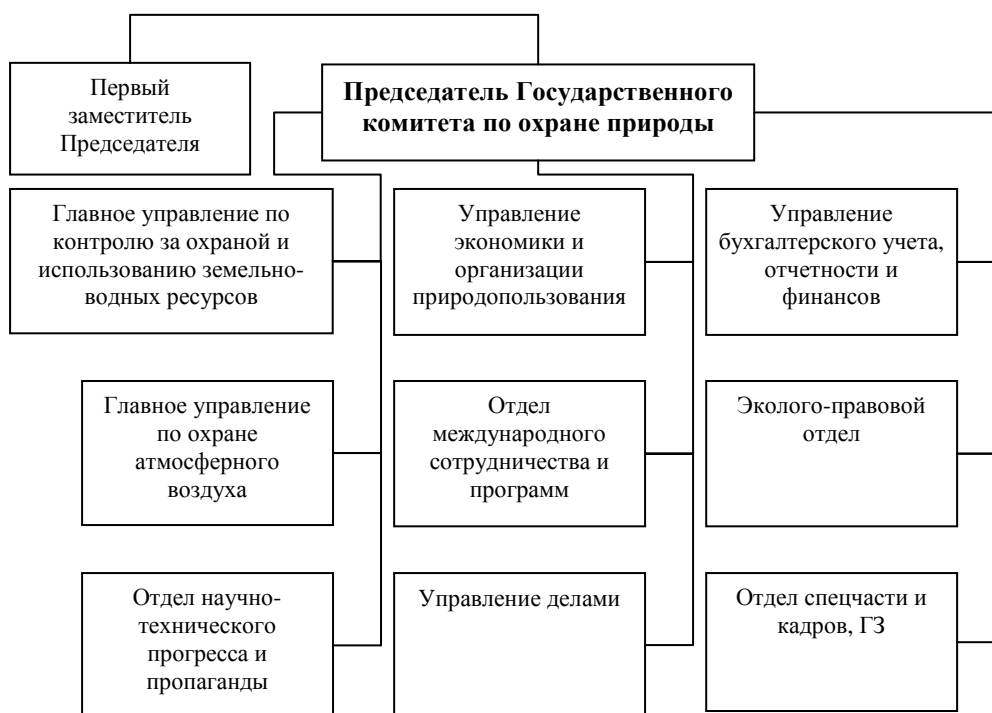 Первый
заместитель
Председателя
Председатель Государственного
комитета по охране природы
Главное управление по
контролю за охраной и
использованию земельно-
водных ресурсов
Управление
экономики и
организации
природопользования
Управление
бухгалтерского учета,
отчетности и
финансов
Главное управление
по охране
атмосферного
воздуха
Отдел
международного
сотрудничества и
программ
Эколого-правовой
отдел
Отдел научно-
технического
прогресса и
пропаганды
Управление делами
Отдел спецчасти и
кадров, ГЗ